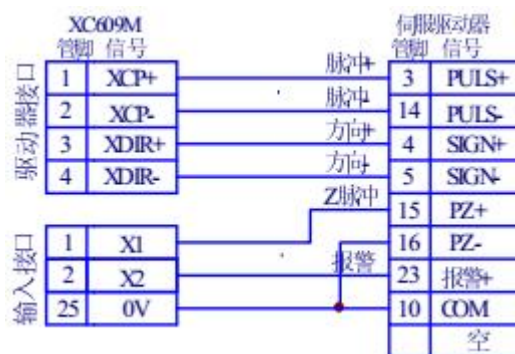 XC609M 伺服驱动器
管脚 信号 管脚 信号
驱动器接口
1 XCP+ 脉冲+ 3 PULS+
2 XCP- 脉冲- 14 PULS-
3 XDIR+ 方向+ 4 SIGN+
4 XDIR- 方向- 5 SIGN-
Z脉冲 15 PZ+
输入接口
1 X1 16 PZ-
2 X2 报警 23 报警+
25 0V 10 COM
空